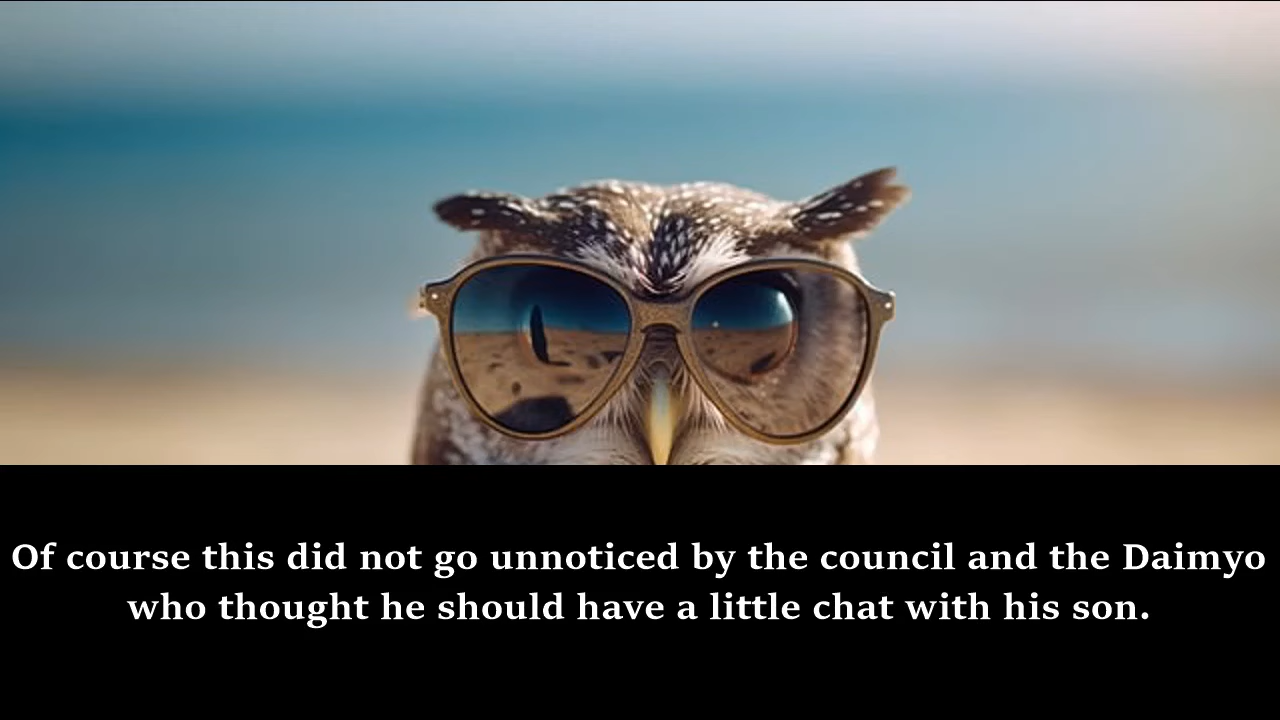 Of course this did not go unnoticed by the council and the Daimyo
who thought he should have a little chat with his son.